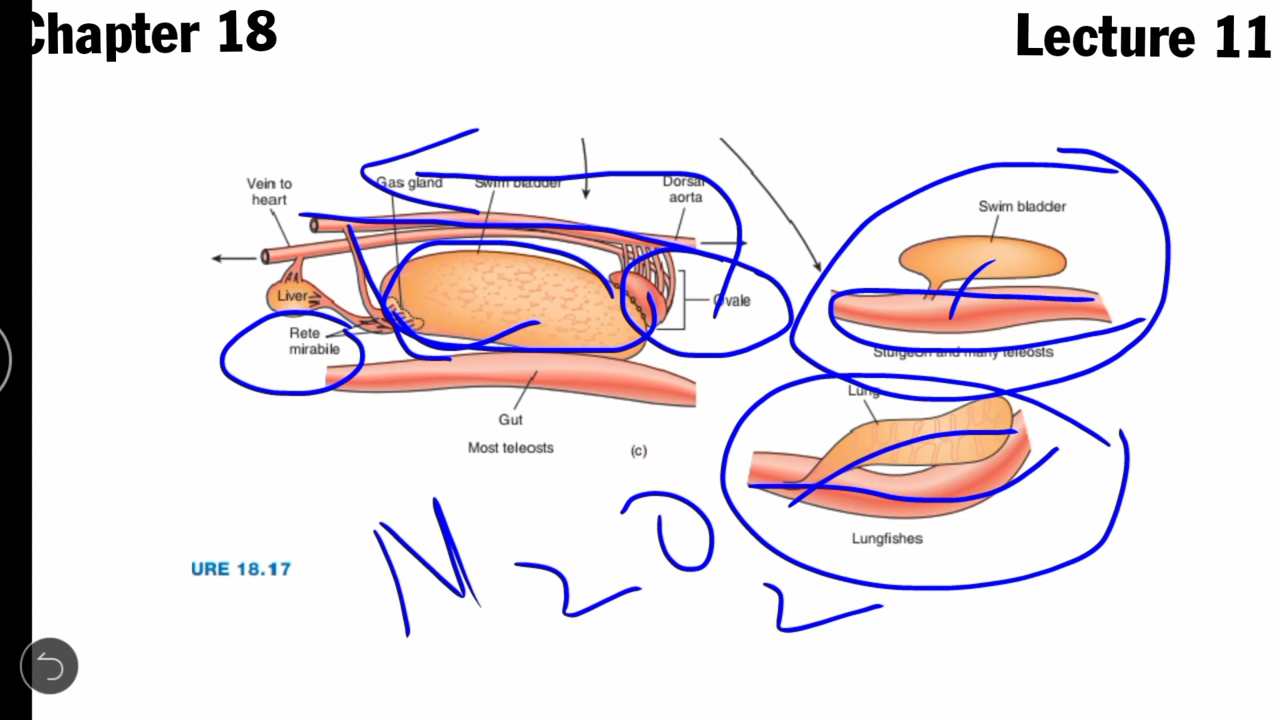 Chapter 18
Lecture 11
Vein to
heart
Gas gland
Swim bladder
Dorsal
aorta
Liver
Rete
mirabile
Ovale
Gut
Most teleosts
(c)
Swim bladder
Sturgeon and many teleosts
Lung
Lungfishes
URE 18.17
N2 O2